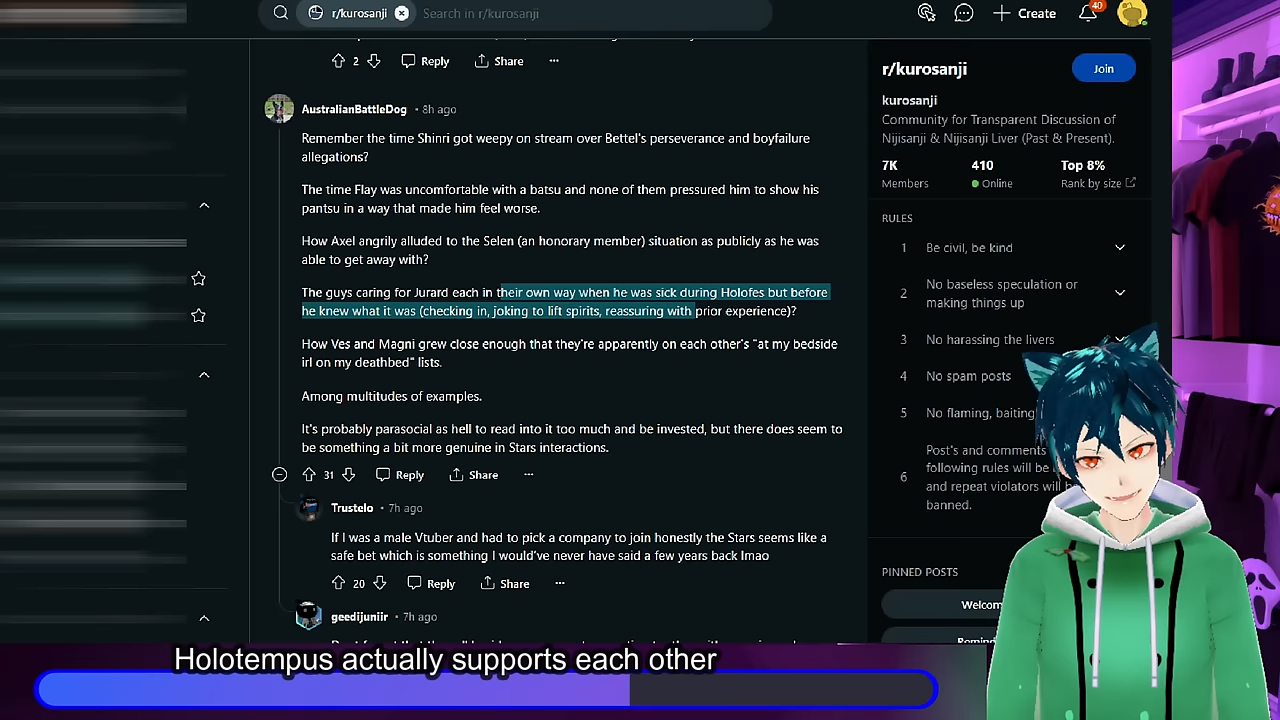 r/kurosanji
Search in r/kurosanji
Create
40
2
Reply
Share
AustralianBattleDog • 8h ago
Remember the time Shinri got weepy on stream over Bettel's perseverance and boyfailure
allegations?
The time Flay was uncomfortable with a batsu and none of them pressured him to show his
pantsu in a way that made him feel worse.
How Axel angrily alluded to the Selen (an honorary member) situation as publicly as he was
able to get away with?
The guys caring for Jurard each in their own way when he was sick during Holofes but before
he knew what it was (checking in, joking to lift spirits, reassuring with prior experience)?
How Ves and Magni grew close enough that they're apparently on each other's "at my bedside
irl on my deathbed" lists.
Among multitudes of examples.
It's probably parasocial as hell to read into it too much and be invested, but there does seem to
be something a bit more genuine in Stars interactions.
31
Reply
Share
Trustelo • 7h ago
If I was a male Vtuber and had to pick a company to join honestly the Stars seems like a
safe bet which is something I would've never have said a few years back lmao
20
Reply
Share
geedijuniir • 7h ago
r/kurosanji
Join
kurosanji
Community for Transparent Discussion of
Nijisanji & Nijisanji Liver (Past & Present).
7K
410
Top 8%
Members
Online
Rank by size
RULES
1
Be civil, be kind
2
No baseless speculation or
making things up
3
No harassing the livers
4
No spam posts
5
No flaming, baiting
6
Post's and comments
following rules will be
and repeat violators will be
banned.
PINNED POSTS
Holotempus actually supports each other